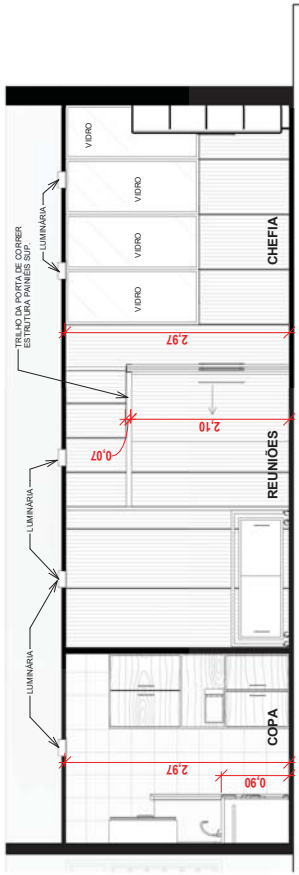 TRILHO DA PORTA DE CORRER
ESTRUTURA PAINÉIS SUP.
LUMINÁRIA
LUMINÁRIA
LUMINÁRIA
VIDRO
VIDRO
VIDRO
VIDRO
2,97
0,07
2,10
2,97
0,90
COPA
REUNIÕES
CHEFIA